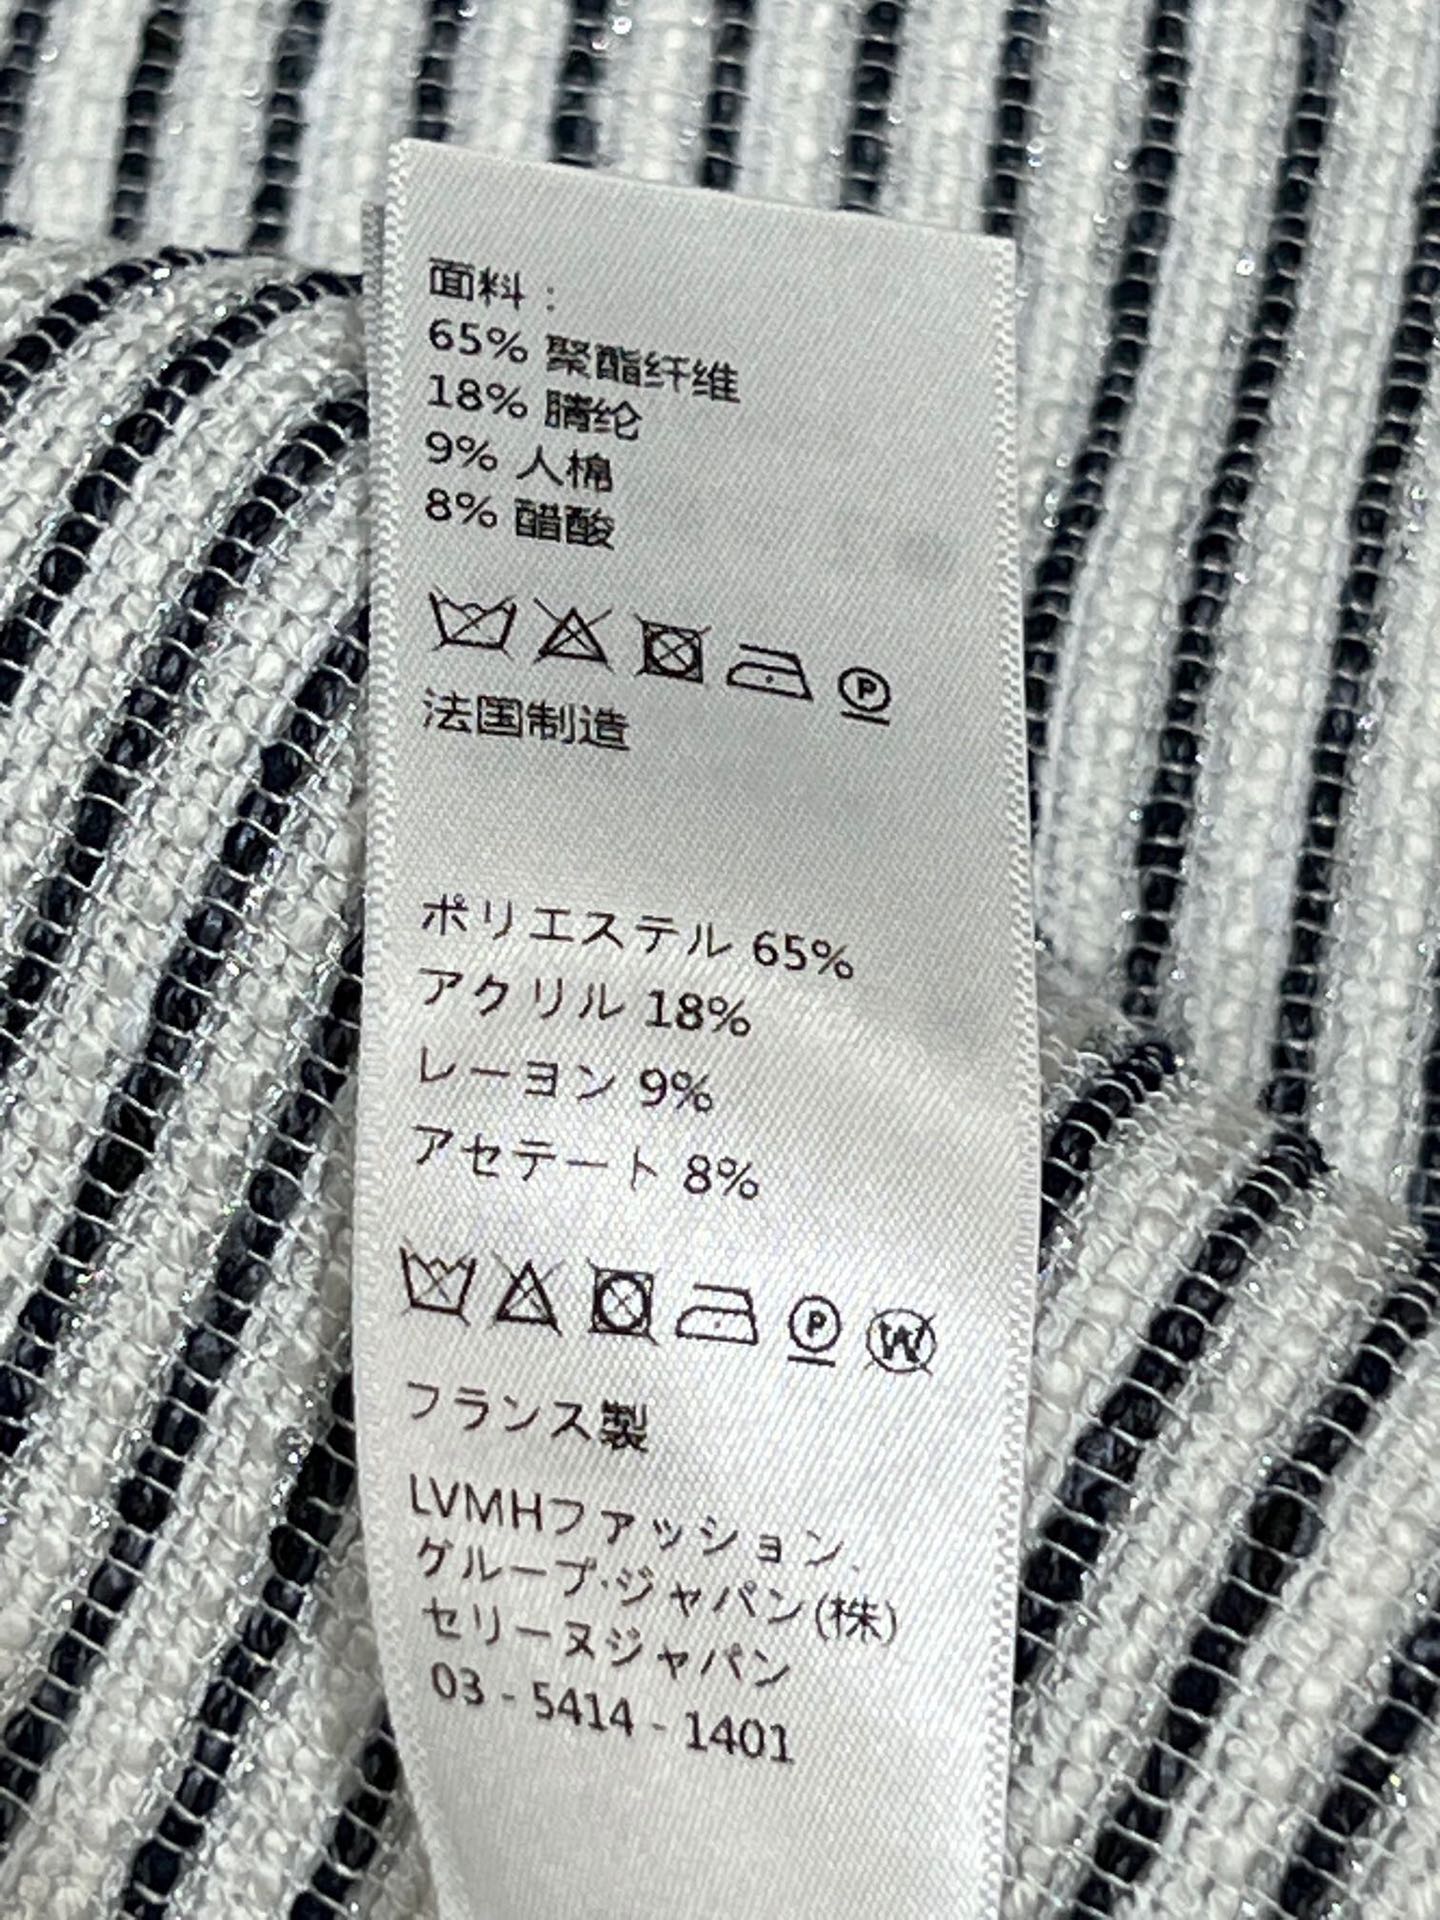 面料：
65% 聚酯纤维
18% 腈纶
9% 人棉
8% 醋酸
P
法国制造
ポリエステル 65%
アクリル 18%
レーヨン 9%
アセテート 8%
P W
フランス製
LVMHファッション.
グループ·ジャパン(株)
セリーヌジャパン
03 - 5414 - 1401